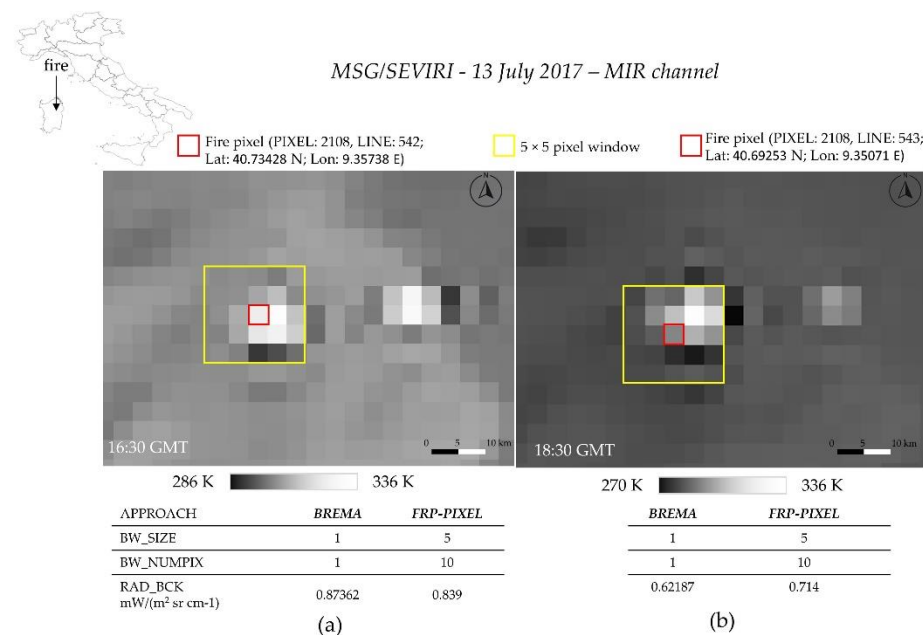 fire
MSG/SEVIRI - 13 July 2017 – MIR channel
Fire pixel (PIXEL: 2108, LINE: 542;
Lat: 40.73428 N; Lon: 9.35738 E)
5 × 5 pixel window
Fire pixel (PIXEL: 2108, LINE: 543;
Lat: 40.69253 N; Lon: 9.35071 E)
N
N
16:30 GMT
0 5 10 km
18:30 GMT
0 5 10 km
286 K 336 K
270 K 336 K
APPROACH BREMA FRP-PIXEL
BREMA FRP-PIXEL
BW_SIZE 1 5
1 5
BW_NUMPIX 1 10
1 10
RAD_BCK
mW/(m² sr cm-1) 0.87362 0.839
0.62187 0.714
(a)
(b)